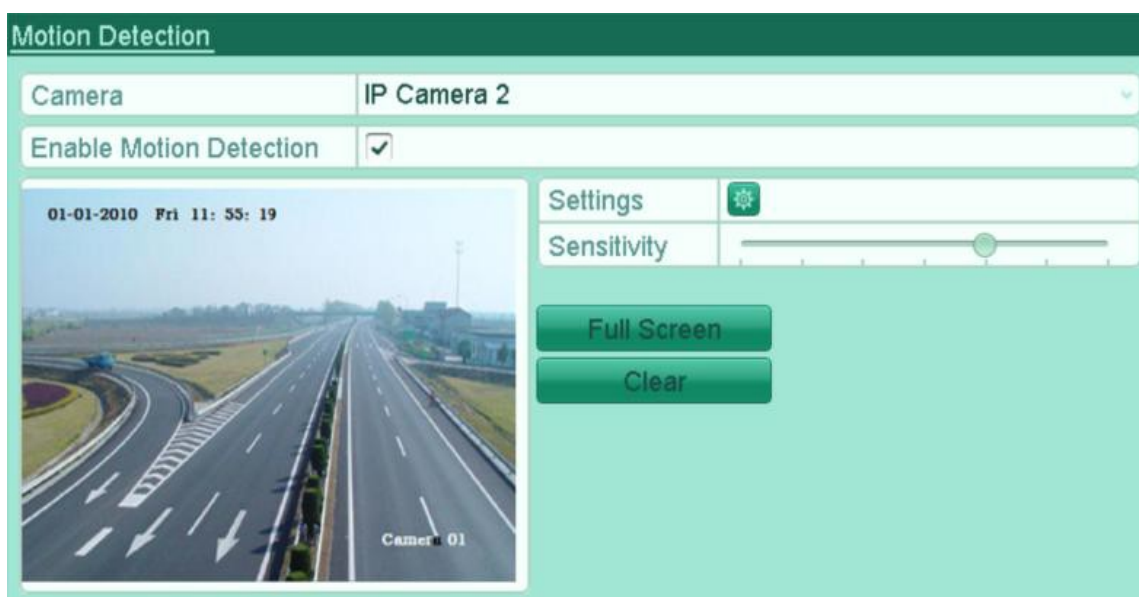 Motion Detection
Camera
IP Camera 2
Enable Motion Detection
01-01-2010 Fri 11: 55: 19
Settings
Sensitivity
Full Screen
Clear
Camera 01